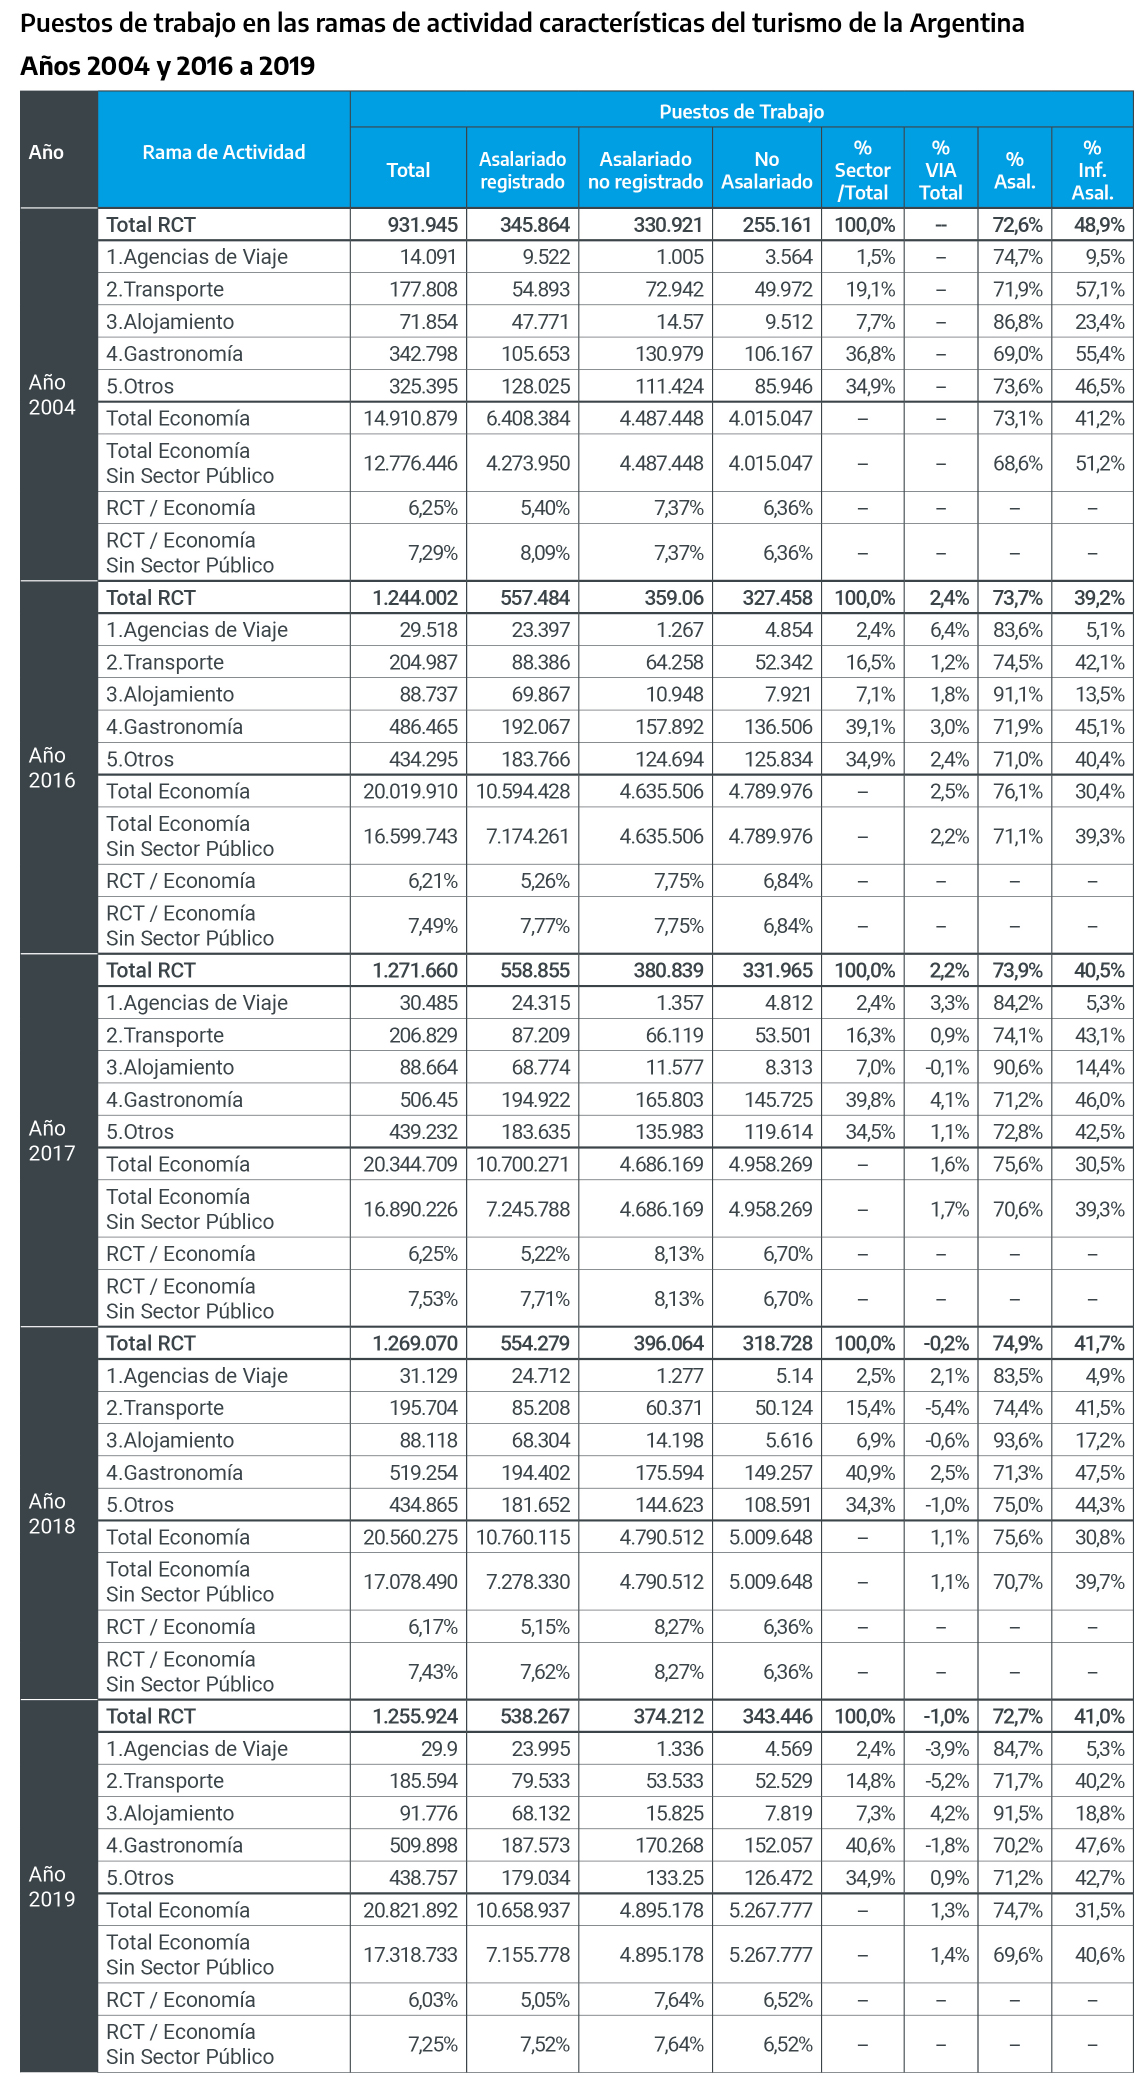 Puestos de trabajo en las ramas de actividad características del turismo de la Argentina
Años 2004 y 2016 a 2019
Año Rama de Actividad Puestos de Trabajo
Total Asalariado registrado Asalariado no registrado No Asalariado % Sector /Total % VIA Total % Asal. % Inf. Asal.
Año 2004
Total RCT 931.945 345.864 330.921 255.161 100,0% -- 72,6% 48,9%
1.Agencias de Viaje 14.091 9.522 1.005 3.564 1,5% – 74,7% 9,5%
2.Transporte 177.808 54.893 72.942 49.972 19,1% – 71,9% 57,1%
3.Alojamiento 71.854 47.771 14.57 9.512 7,7% – 86,8% 23,4%
4.Gastronomía 342.798 105.653 130.979 106.167 36,8% – 69,0% 55,4%
5.Otros 325.395 128.025 111.424 85.946 34,9% – 73,6% 46,5%
Total Economía 14.910.879 6.408.384 4.487.448 4.015.047 – – 73,1% 41,2%
Total Economía Sin Sector Público 12.776.446 4.273.950 4.487.448 4.015.047 – – 68,6% 51,2%
RCT / Economía 6,25% 5,40% 7,37% 6,36% – – – –
RCT / Economía Sin Sector Público 7,29% 8,09% 7,37% 6,36% – – – –
Año 2016
Total RCT 1.244.002 557.484 359.06 327.458 100,0% 2,4% 73,7% 39,2%
1.Agencias de Viaje 29.518 23.397 1.267 4.854 2,4% 6,4% 83,6% 5,1%
2.Transporte 204.987 88.386 64.258 52.342 16,5% 1,2% 74,5% 42,1%
3.Alojamiento 88.737 69.867 10.948 7.921 7,1% 1,8% 91,1% 13,5%
4.Gastronomía 486.465 192.067 157.892 136.506 39,1% 3,0% 71,9% 45,1%
5.Otros 434.295 183.766 124.694 125.834 34,9% 2,4% 71,0% 40,4%
Total Economía 20.019.910 10.594.428 4.635.506 4.789.976 – 2,5% 76,1% 30,4%
Total Economía Sin Sector Público 16.599.743 7.174.261 4.635.506 4.789.976 – 2,2% 71,1% 39,3%
RCT / Economía 6,21% 5,26% 7,75% 6,84% – – – –
RCT / Economía Sin Sector Público 7,49% 7,77% 7,75% 6,84% – – – –
Año 2017
Total RCT 1.271.660 558.855 380.839 331.965 100,0% 2,2% 73,9% 40,5%
1.Agencias de Viaje 30.485 24.315 1.357 4.812 2,4% 3,3% 84,2% 5,3%
2.Transporte 206.829 87.209 66.119 53.501 16,3% 0,9% 74,1% 43,1%
3.Alojamiento 88.664 68.774 11.577 8.313 7,0% -0,1% 90,6% 14,4%
4.Gastronomía 506.45 194.922 165.803 145.725 39,8% 4,1% 71,2% 46,0%
5.Otros 439.232 183.635 135.983 119.614 34,5% 1,1% 72,8% 42,5%
Total Economía 20.344.709 10.700.271 4.686.169 4.958.269 – 1,6% 75,6% 30,5%
Total Economía Sin Sector Público 16.890.226 7.245.788 4.686.169 4.958.269 – 1,7% 70,6% 39,3%
RCT / Economía 6,25% 5,22% 8,13% 6,70% – – – –
RCT / Economía Sin Sector Público 7,53% 7,71% 8,13% 6,70% – – – –
Año 2018
Total RCT 1.269.070 554.279 396.064 318.728 100,0% -0,2% 74,9% 41,7%
1.Agencias de Viaje 31.129 24.712 1.277 5.14 2,5% 2,1% 83,5% 4,9%
2.Transporte 195.704 85.208 60.371 50.124 15,4% -5,4% 74,4% 41,5%
3.Alojamiento 88.118 68.304 14.198 5.616 6,9% -0,6% 93,6% 17,2%
4.Gastronomía 519.254 194.402 175.594 149.257 40,9% 2,5% 71,3% 47,5%
5.Otros 434.865 181.652 144.623 108.591 34,3% -1,0% 75,0% 44,3%
Total Economía 20.560.275 10.760.115 4.790.512 5.009.648 – 1,1% 75,6% 30,8%
Total Economía Sin Sector Público 17.078.490 7.278.330 4.790.512 5.009.648 – 1,1% 70,7% 39,7%
RCT / Economía 6,17% 5,15% 8,27% 6,36% – – – –
RCT / Economía Sin Sector Público 7,43% 7,62% 8,27% 6,36% – – – –
Año 2019
Total RCT 1.255.924 538.267 374.212 343.446 100,0% -1,0% 72,7% 41,0%
1.Agencias de Viaje 29.9 23.995 1.336 4.569 2,4% -3,9% 84,7% 5,3%
2.Transporte 185.594 79.533 53.533 52.529 14,8% -5,2% 71,7% 40,2%
3.Alojamiento 91.776 68.132 15.825 7.819 7,3% 4,2% 91,5% 18,8%
4.Gastronomía 509.898 187.573 170.268 152.057 40,6% -1,8% 70,2% 47,6%
5.Otros 438.757 179.034 133.25 126.472 34,9% 0,9% 71,2% 42,7%
Total Economía 20.821.892 10.658.937 4.895.178 5.267.777 – 1,3% 74,7% 31,5%
Total Economía Sin Sector Público 17.318.733 7.155.778 4.895.178 5.267.777 – 1,4% 69,6% 40,6%
RCT / Economía 6,03% 5,05% 7,64% 6,52% – – – –
RCT / Economía Sin Sector Público 7,25% 7,52% 7,64% 6,52% – – – –